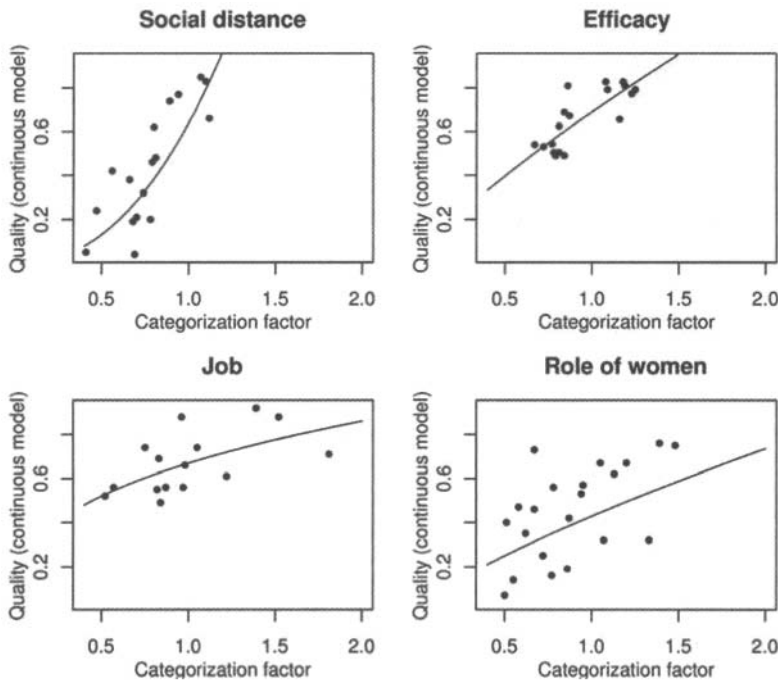 Social distance
Quality (continuous model)
0.6
0.2
0.5 1.0 1.5 2.0
Categorization factor
Efficacy
Quality (continuous model)
0.6
0.2
0.5 1.0 1.5 2.0
Categorization factor
Job
Quality (continuous model)
0.6
0.2
0.5 1.0 1.5 2.0
Categorization factor
Role of women
Quality (continuous model)
0.6
0.2
0.5 1.0 1.5 2.0
Categorization factor